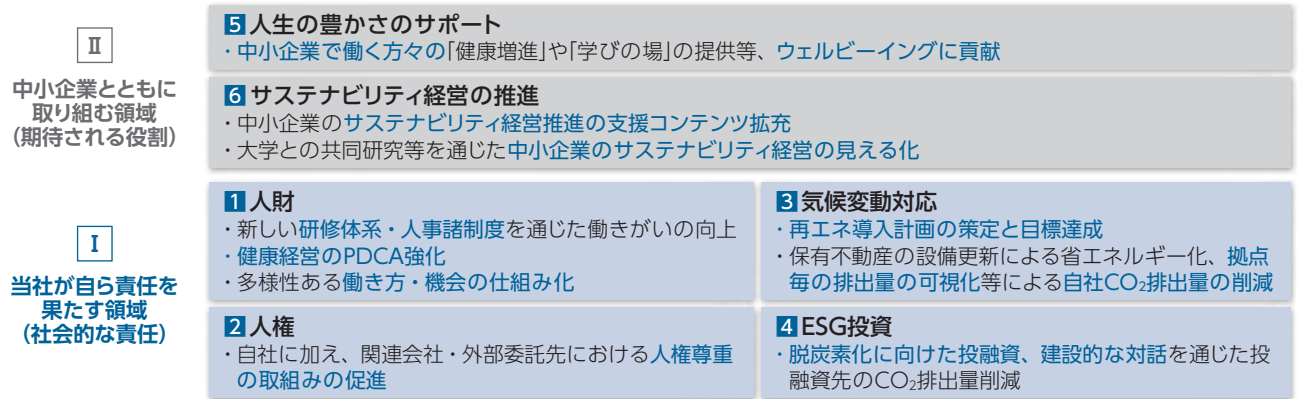 Ⅱ
中小企業とともに
取り組む領域
(期待される役割)
5 人生の豊かさのサポート
・中小企業で働く方々の「健康増進」や「学びの場」の提供等、ウェルビーイングに貢献
6 サステナビリティ経営の推進
・中小企業のサステナビリティ経営推進の支援コンテンツ拡充
・大学との共同研究等を通じた中小企業のサステナビリティ経営の見える化
Ⅰ
当社が自ら責任を
果たす領域
(社会的な責任)
1 人財
・新しい研修体系・人事諸制度を通じた働きがいの向上
・健康経営のPDCA強化
・多様性ある働き方・機会の仕組み化
2 人権
・自社に加え、関連会社・外部委託先における人権尊重
の取組みの促進
3 気候変動対応
・再エネ導入計画の策定と目標達成
・保有不動産の設備更新による省エネルギー化、拠点
毎の排出量の可視化等による自社CO₂排出量の削減
4 ESG投資
・脱炭素化に向けた投融資、建設的な対話を通じた投
融資先のCO₂排出量削減